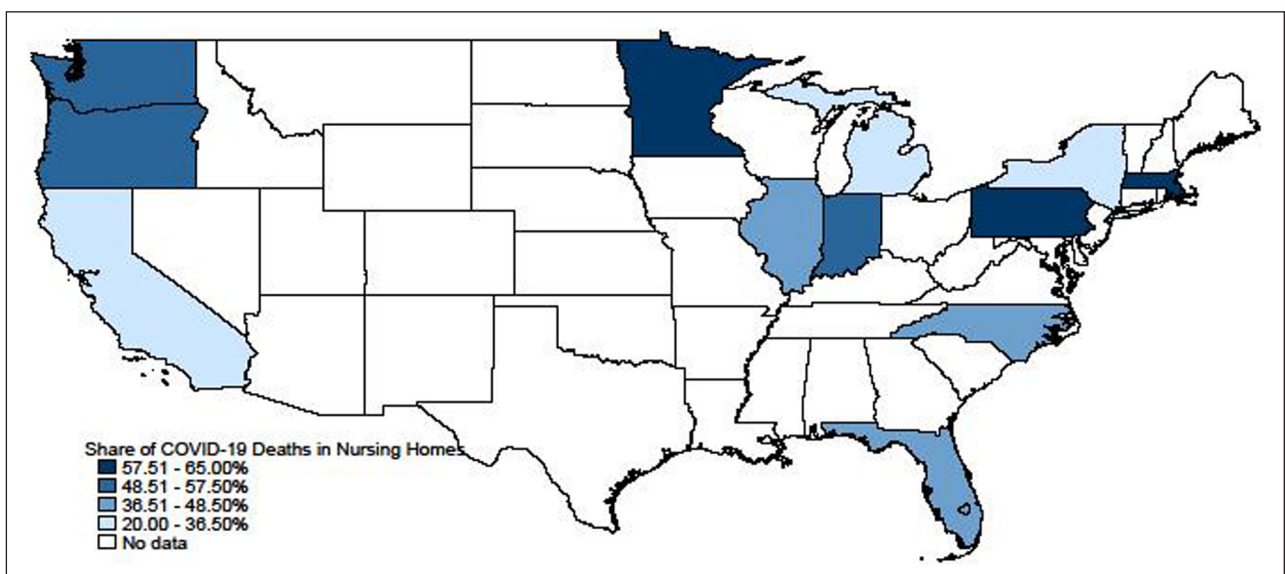 Share of COVID-19 Deaths in Nursing Homes
57.51 - 65.00%
48.51 - 57.50%
36.51 - 48.50%
20.00 - 36.50%
No data